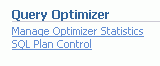 Query Optimizer
Manage Optimizer Statistics
SQL Plan Control